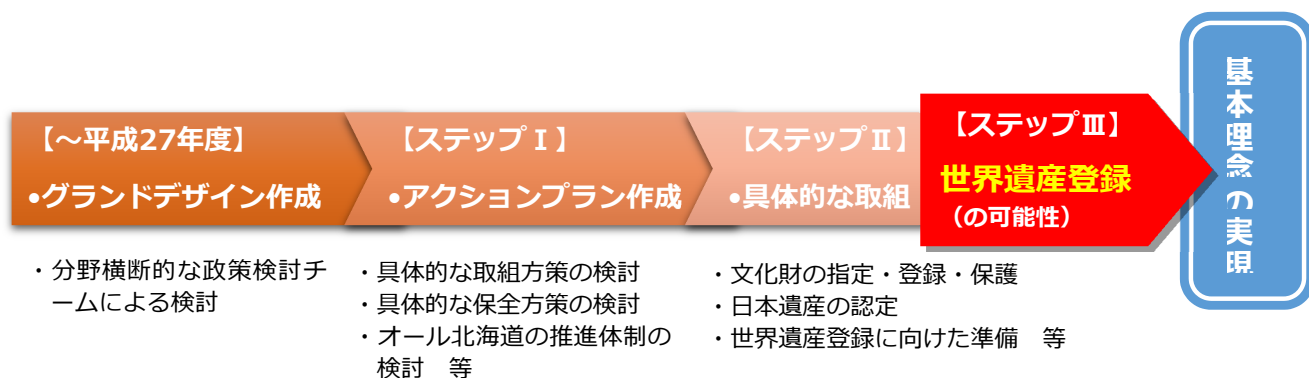 【～平成27年度】
•グランドデザイン作成
・分野横断的な政策検討チ
ームによる検討
【ステップⅠ】
•アクションプラン作成
・具体的な取組方策の検討
・具体的な保全方策の検討
・オール北海道の推進体制の
検討　等
【ステップⅡ】
•具体的な取組
・文化財の指定・登録・保護
・日本遺産の認定
・世界遺産登録に向けた準備　等
【ステップⅢ】
世界遺産登録
（の可能性）
基本理念の実現